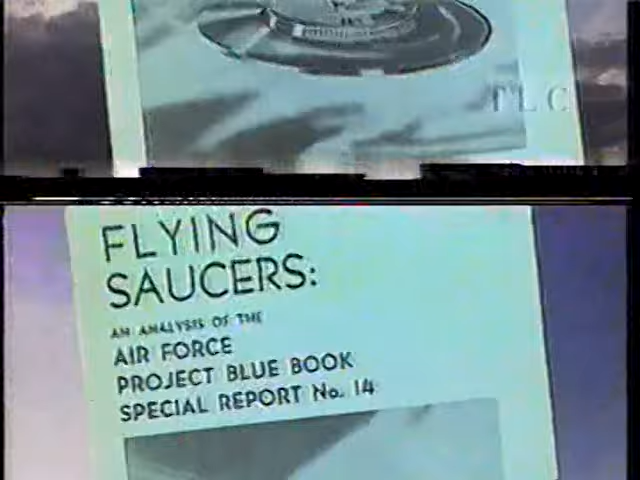 TLC
FLYING
SAUCERS:
AN ANALYSIS OF THE
AIR FORCE
PROJECT BLUE BOOK
SPECIAL REPORT No. 14